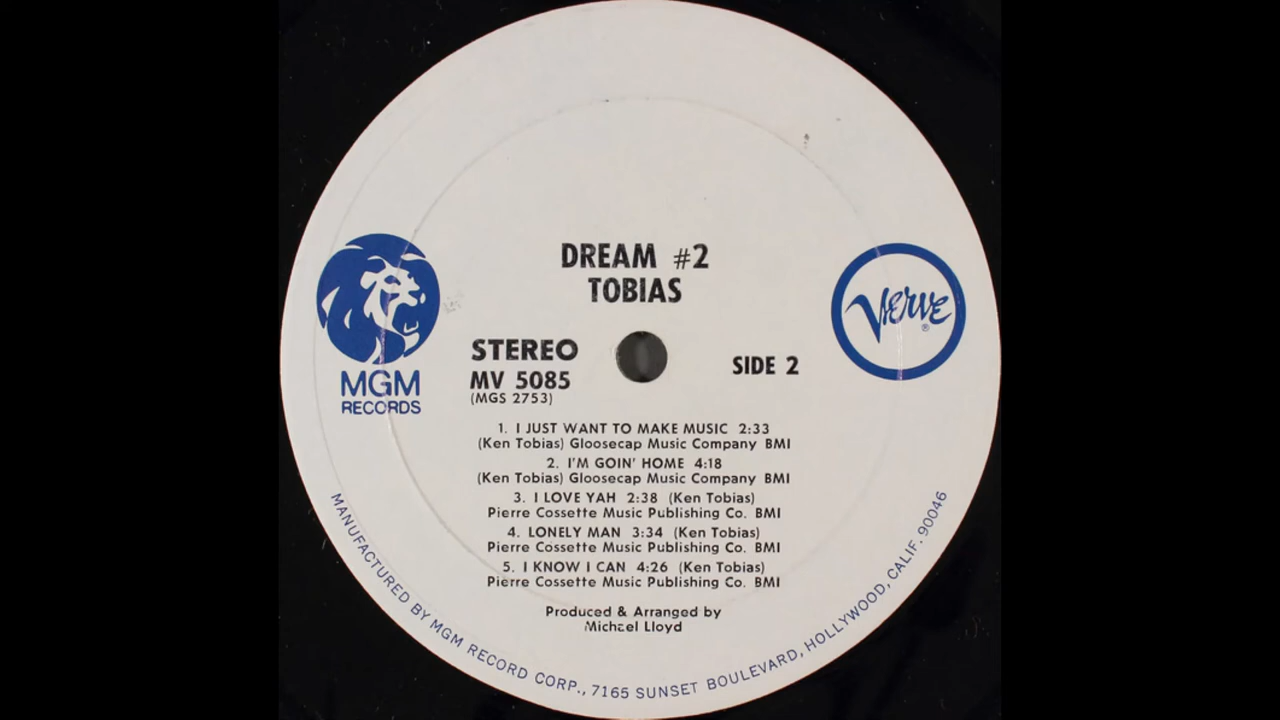 DREAM #2
TOBIAS
MGM
RECORDS
Verve
®
STEREO
MV 5085
(MGS 2753)
SIDE 2
1. I JUST WANT TO MAKE MUSIC 2:33
(Ken Tobias) Gloosecap Music Company BMI
2. I'M GOIN' HOME 4:18
(Ken Tobias) Gloosecap Music Company BMI
3. I LOVE YAH 2:38 (Ken Tobias)
Pierre Cossette Music Publishing Co. BMI
4. LONELY MAN 3:34 (Ken Tobias)
Pierre Cossette Music Publishing Co. BMI
5. I KNOW I CAN 4:26 (Ken Tobias)
Pierre Cossette Music Publishing Co. BMI
Produced & Arranged by
Michael Lloyd
MANUFACTURED BY MGM RECORD CORP., 7165 SUNSET BOULEVARD, HOLLYWOOD, CALIF. 90046